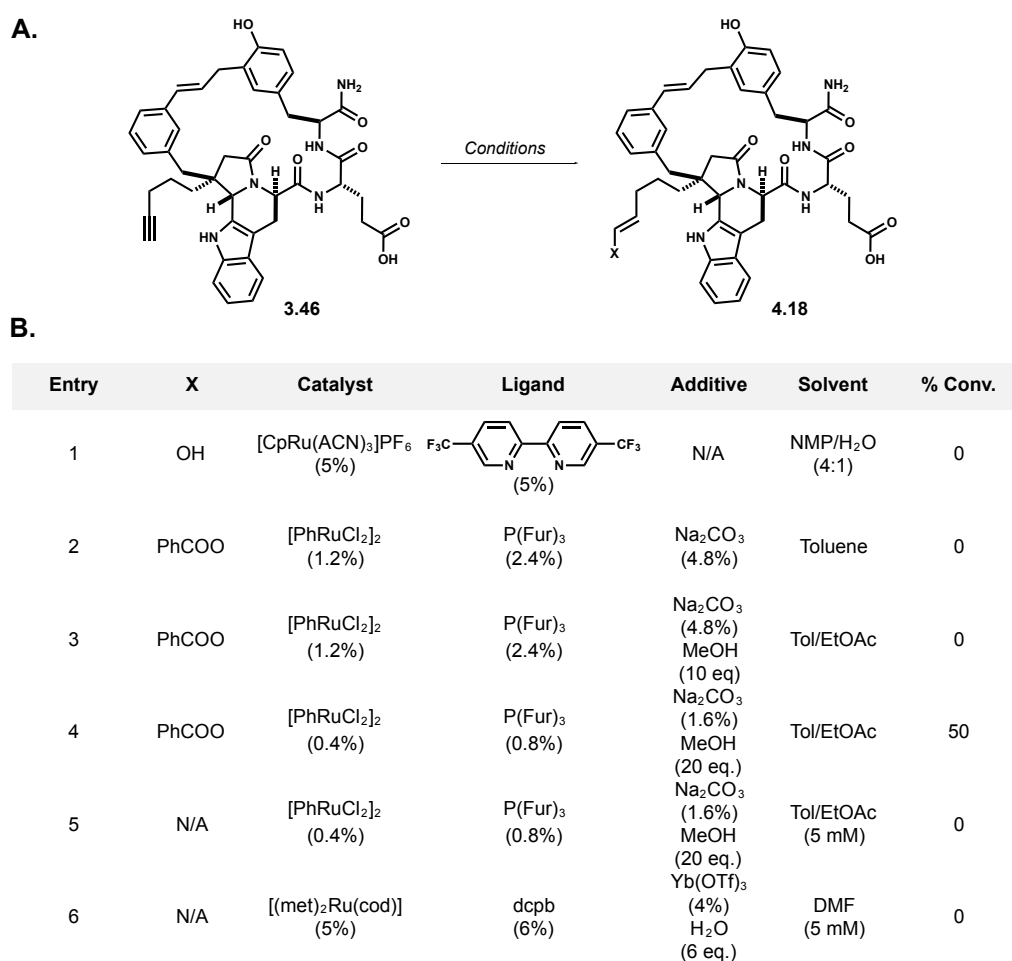 A.
HO
NH₂
O
HN
O
O
O
H
N
H
N
H
O
HN
OH
3.46
Conditions
HO
NH₂
O
HN
O
O
O
H
N
H
N
H
O
HN
OH
X
4.18
B.
Entry X Catalyst Ligand Additive Solvent % Conv.
1 OH [CpRu(ACN)₃]PF₆ (5%) F₃C N N CF₃ (5%) N/A NMP/H₂O (4:1) 0
2 PhCOO [PhRuCl₂]₂ (1.2%) P(Fur)₃ (2.4%) Na₂CO₃ (4.8%) Toluene 0
3 PhCOO [PhRuCl₂]₂ (1.2%) P(Fur)₃ (2.4%) Na₂CO₃ (4.8%) MeOH (10 eq) Tol/EtOAc 0
4 PhCOO [PhRuCl₂]₂ (0.4%) P(Fur)₃ (0.8%) Na₂CO₃ (1.6%) MeOH (20 eq.) Tol/EtOAc 50
5 N/A [PhRuCl₂]₂ (0.4%) P(Fur)₃ (0.8%) Na₂CO₃ (1.6%) MeOH (20 eq.) Tol/EtOAc (5 mM) 0
6 N/A [(met)₂Ru(cod)] (5%) dcpb (6%) Yb(OTf)₃ (4%) H₂O (6 eq.) DMF (5 mM) 0